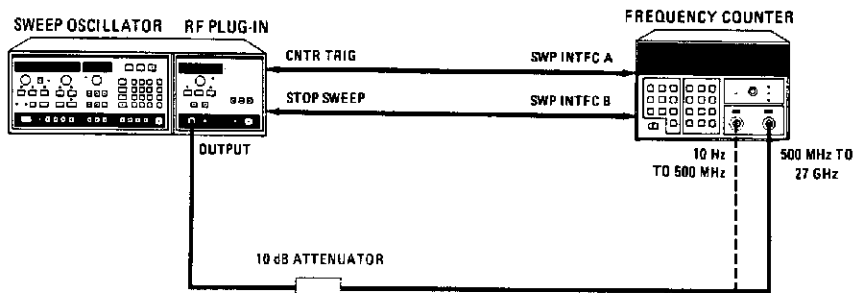 SWEEP OSCILLATOR RF PLUG-IN
FREQUENCY COUNTER
CNTR TRIG
SWP INTFC A
STOP SWEEP
SWP INTFC B
OUTPUT
10 Hz
TO 500 MHz
500 MHz TO
27 GHz
10 dB ATTENUATOR